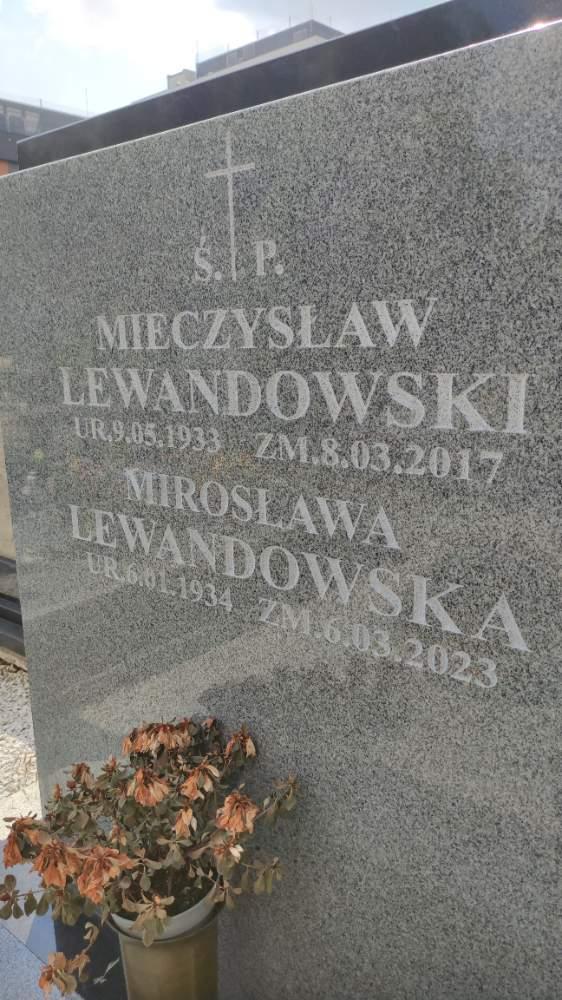 Ś. P.
MIECZYSŁAW
LEWANDOWSKI
UR.9.05.1933 ZM.8.03.2017
MIROSŁAWA
LEWANDOWSKA
UR.6.01.1934 ZM.6.03.2023